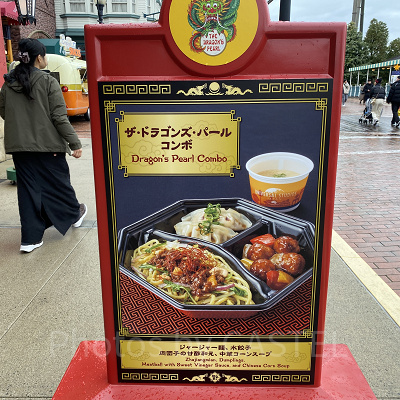 THE
DRAGON'S
PEARL
ザ・ドラゴンズ・パール
コンボ
Dragon's Pearl Combo
ジャージャー麺、水餃子
肉団子の甘酢和え、中華コーンスープ
Zhajiangmian, Dumplings,
Meatball with Sweet Vinegar Sauce, and Chinese Corn Soup